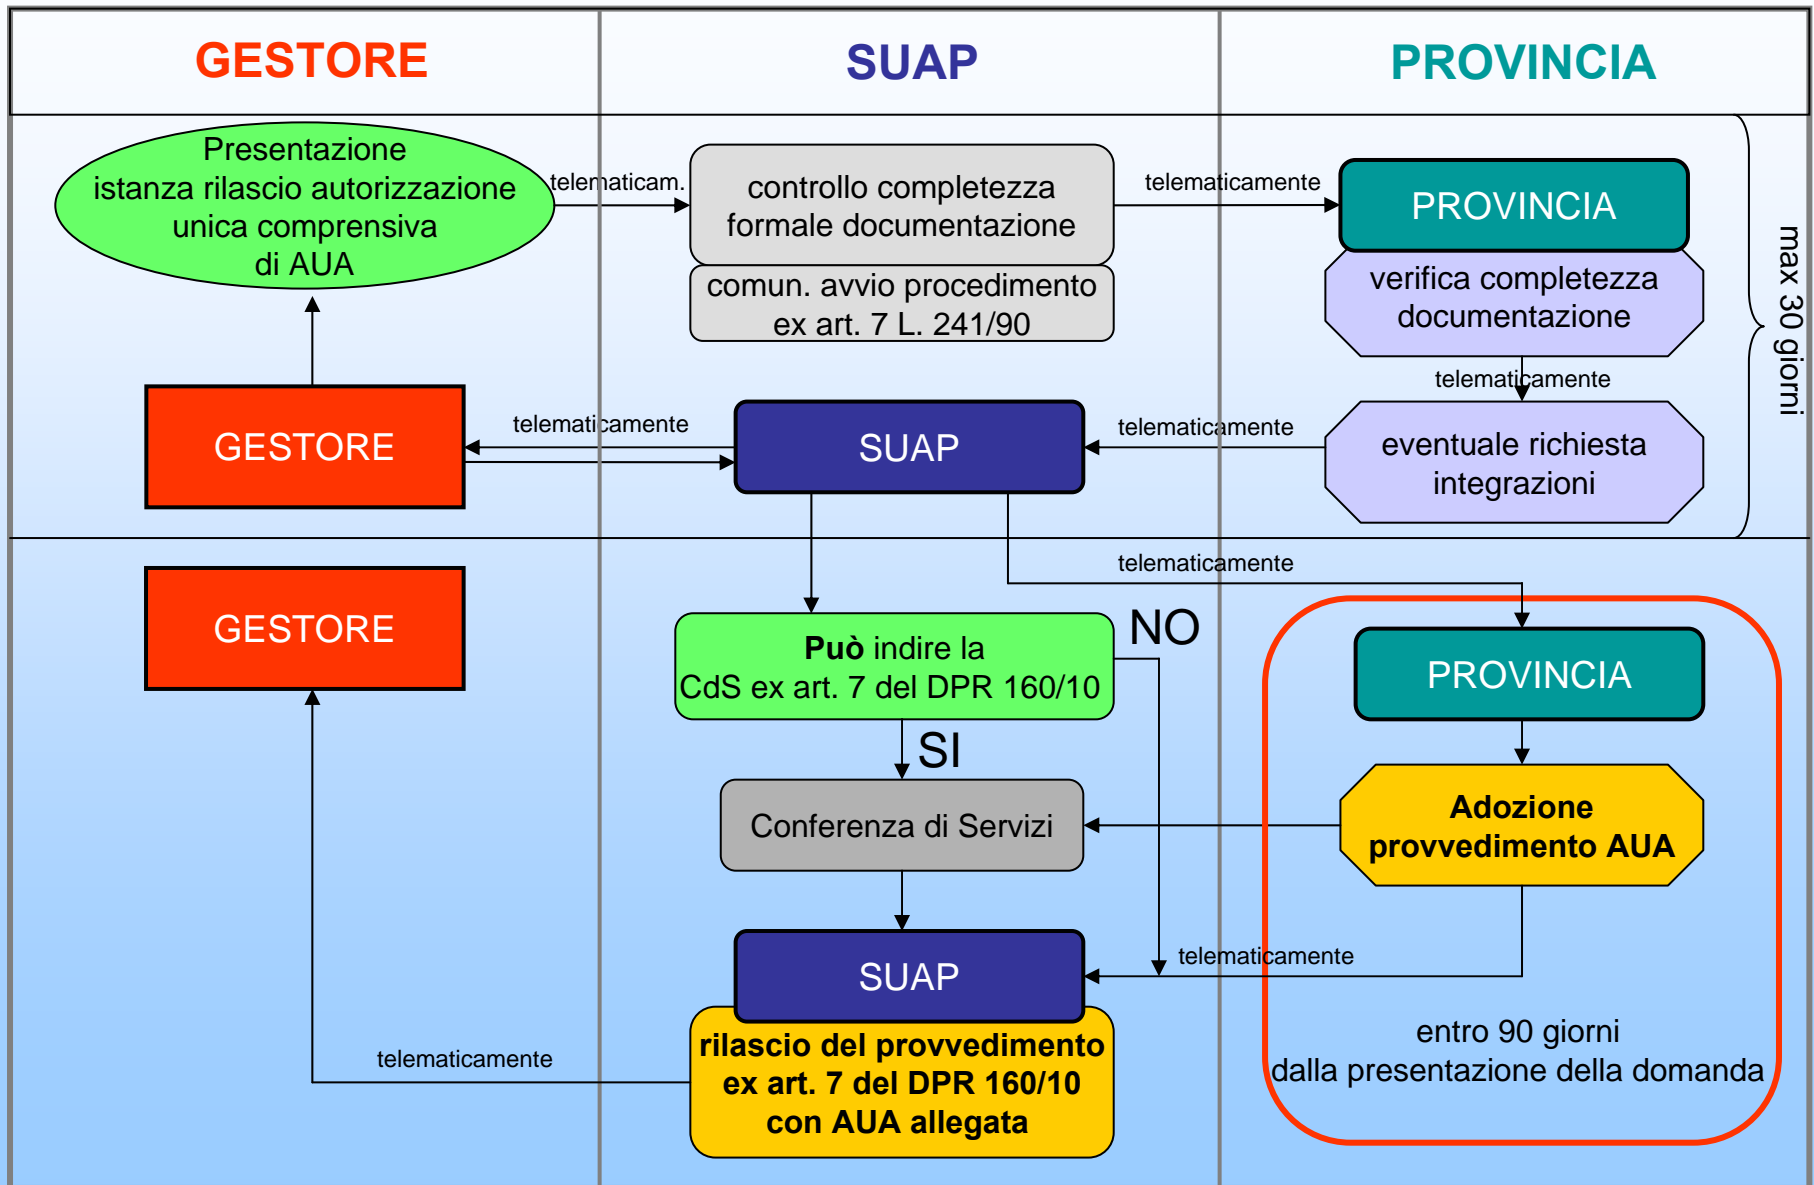 GESTORE
SUAP
PROVINCIA
Presentazione
istanza rilascio autorizzazione
unica comprensiva
di AUA
telematicam.
controllo completezza
formale documentazione
comun. avvio procedimento
ex art. 7 L. 241/90
telematicamente
PROVINCIA
verifica completezza
documentazione
max 30 giorni
telematicamente
GESTORE
telematicamente
SUAP
telematicamente
eventuale richiesta
integrazioni
telematicamente
GESTORE
Può indire la
CdS ex art. 7 del DPR 160/10
NO
PROVINCIA
SI
Conferenza di Servizi
Adozione
provvedimento AUA
telematicamente
SUAP
rilascio del provvedimento
ex art. 7 del DPR 160/10
con AUA allegata
telematicamente
entro 90 giorni
dalla presentazione della domanda